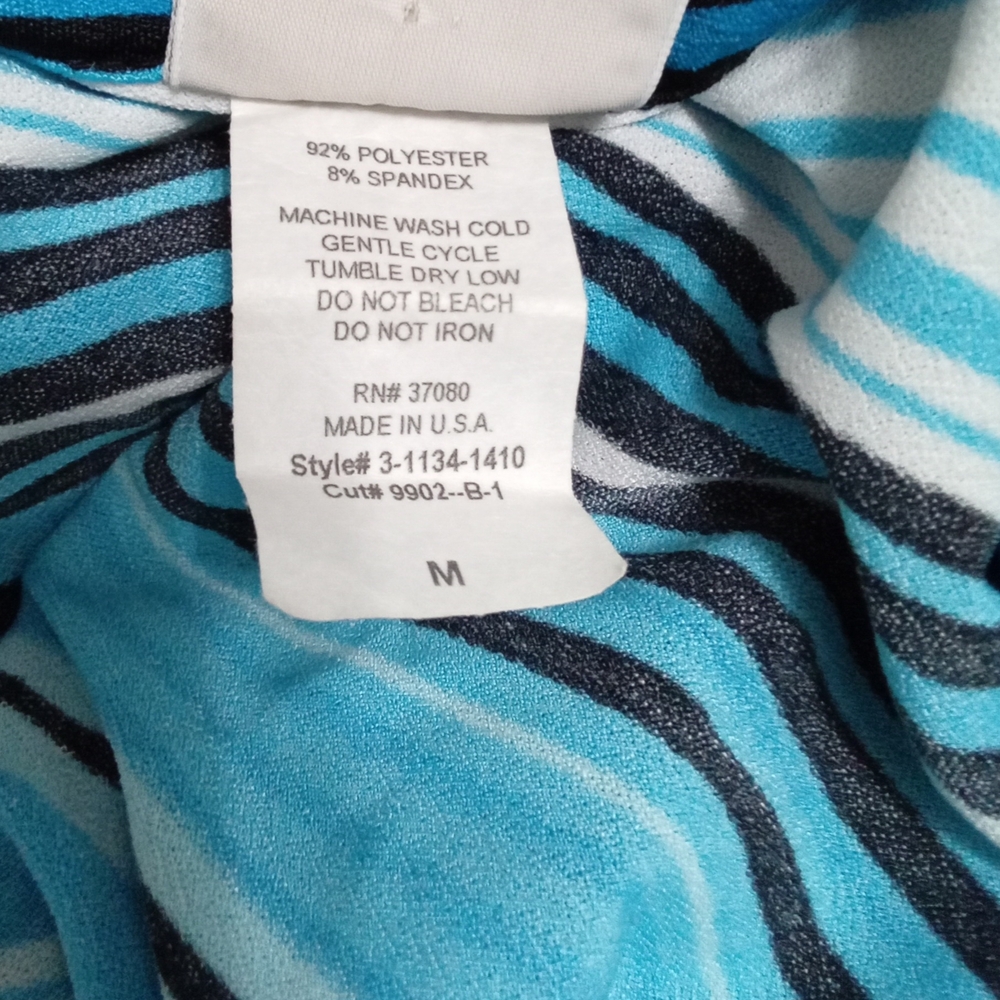 92% POLYESTER
8% SPANDEX
MACHINE WASH COLD
GENTLE CYCLE
TUMBLE DRY LOW
DO NOT BLEACH
DO NOT IRON
RN# 37080
MADE IN U.S.A.
Style# 3-1134-1410
Cut# 9902--B-1
M